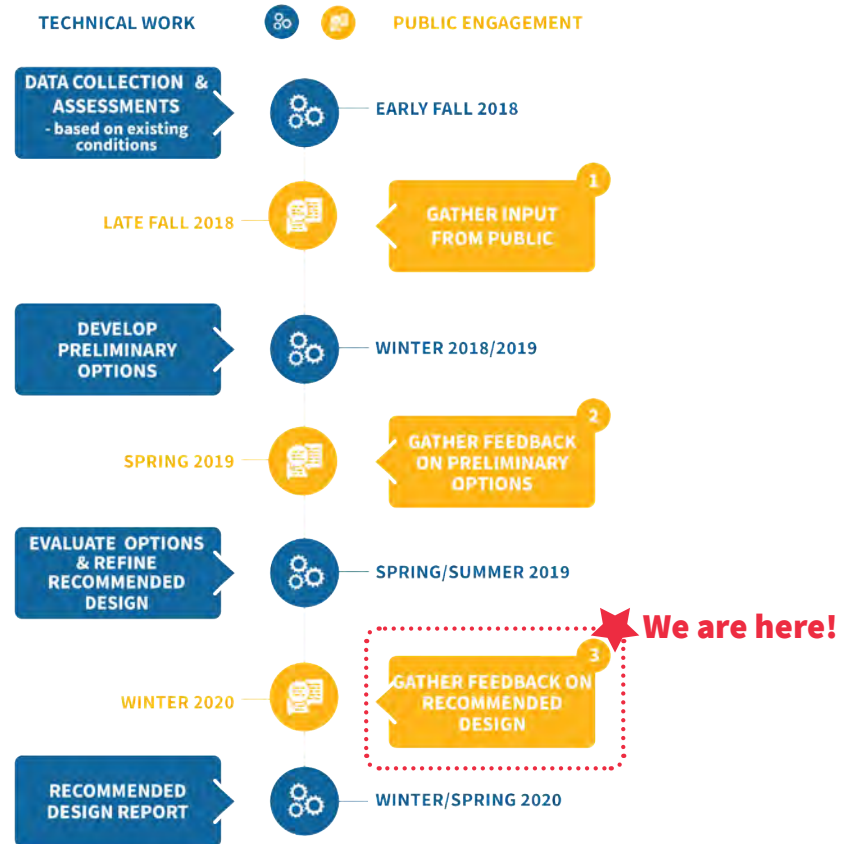 TECHNICAL WORK
PUBLIC ENGAGEMENT
DATA COLLECTION &
ASSESSMENTS
- based on existing
conditions
EARLY FALL 2018
LATE FALL 2018
1
GATHER INPUT
FROM PUBLIC
DEVELOP
PRELIMINARY
OPTIONS
WINTER 2018/2019
SPRING 2019
2
GATHER FEEDBACK
ON PRELIMINARY
OPTIONS
EVALUATE OPTIONS
& REFINE
RECOMMENDED
DESIGN
SPRING/SUMMER 2019
We are here!
WINTER 2020
3
GATHER FEEDBACK ON
RECOMMENDED
DESIGN
RECOMMENDED
DESIGN REPORT
WINTER/SPRING 2020